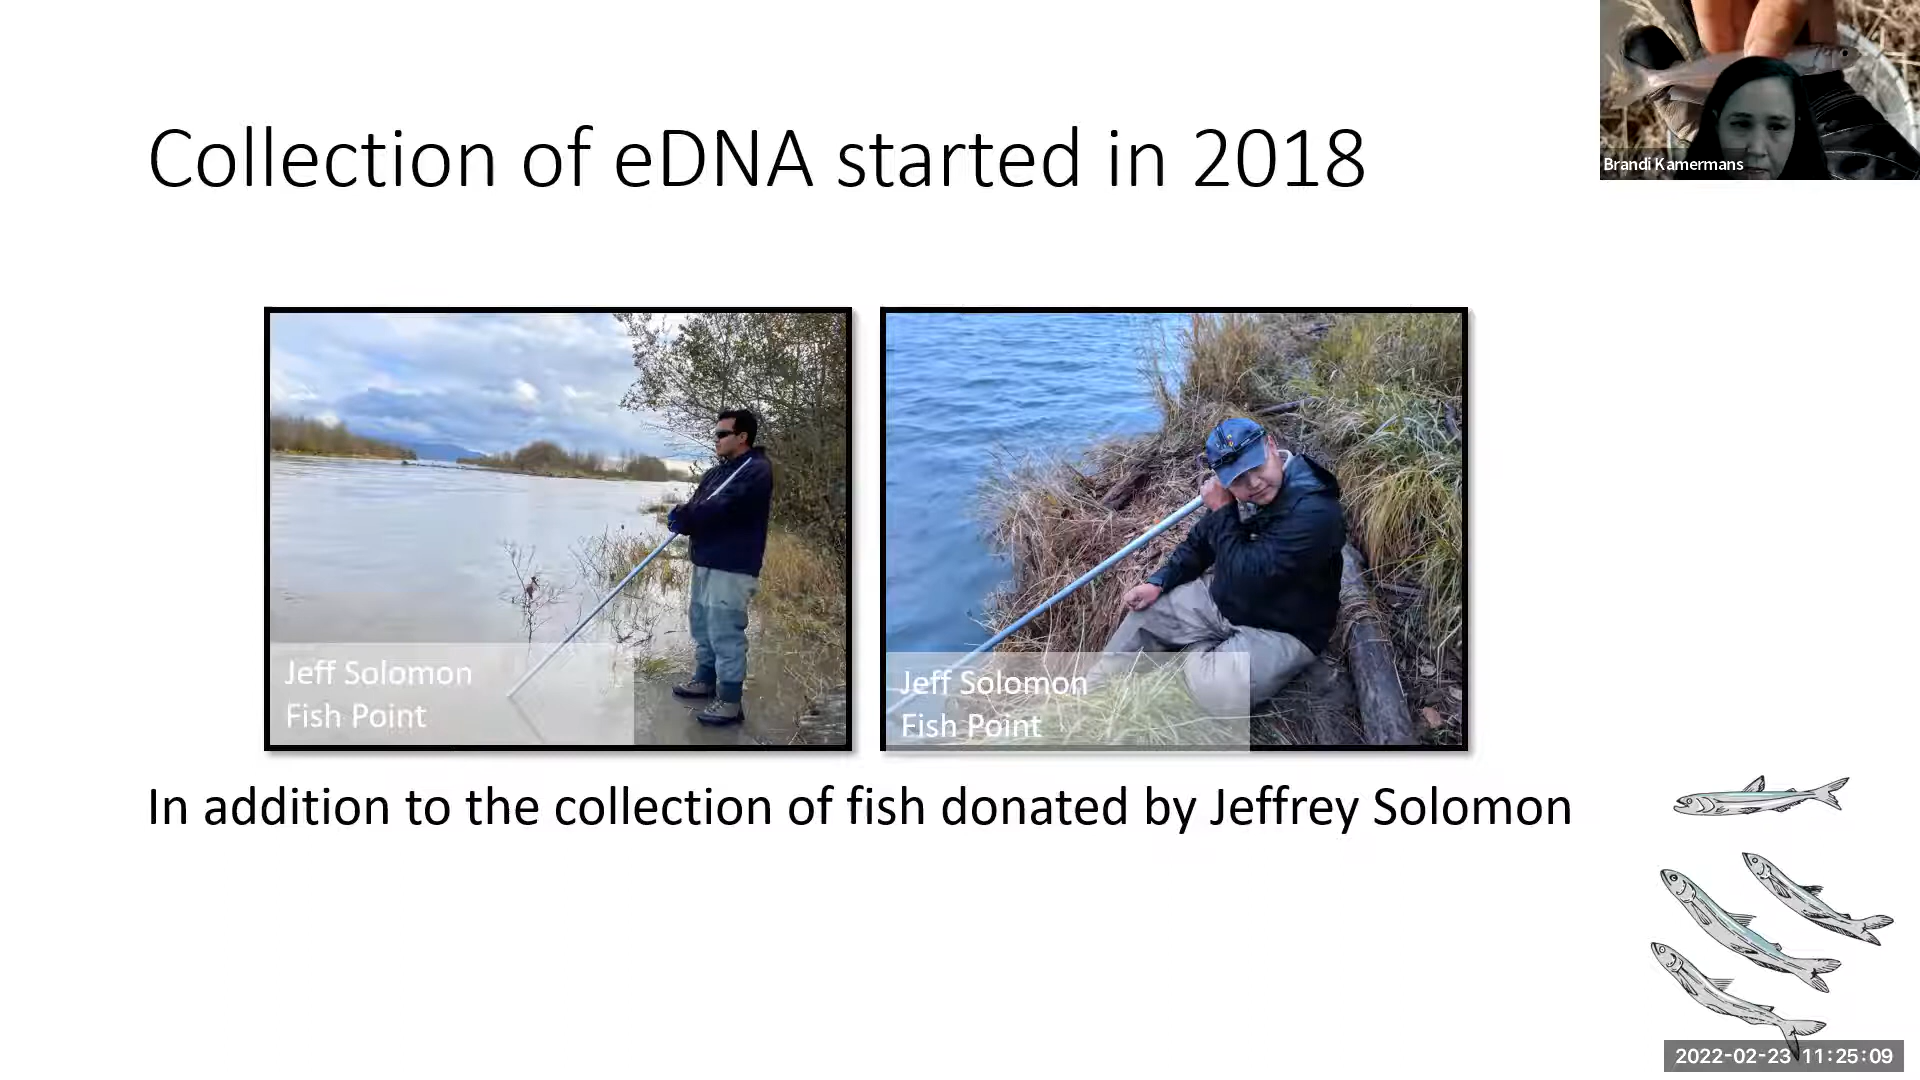 Collection of eDNA started in 2018
Brandi Kamermans
Jeff Solomon
Fish Point
Jeff Solomon
Fish Point
In addition to the collection of fish donated by Jeffrey Solomon
2022-02-23 11:25:09